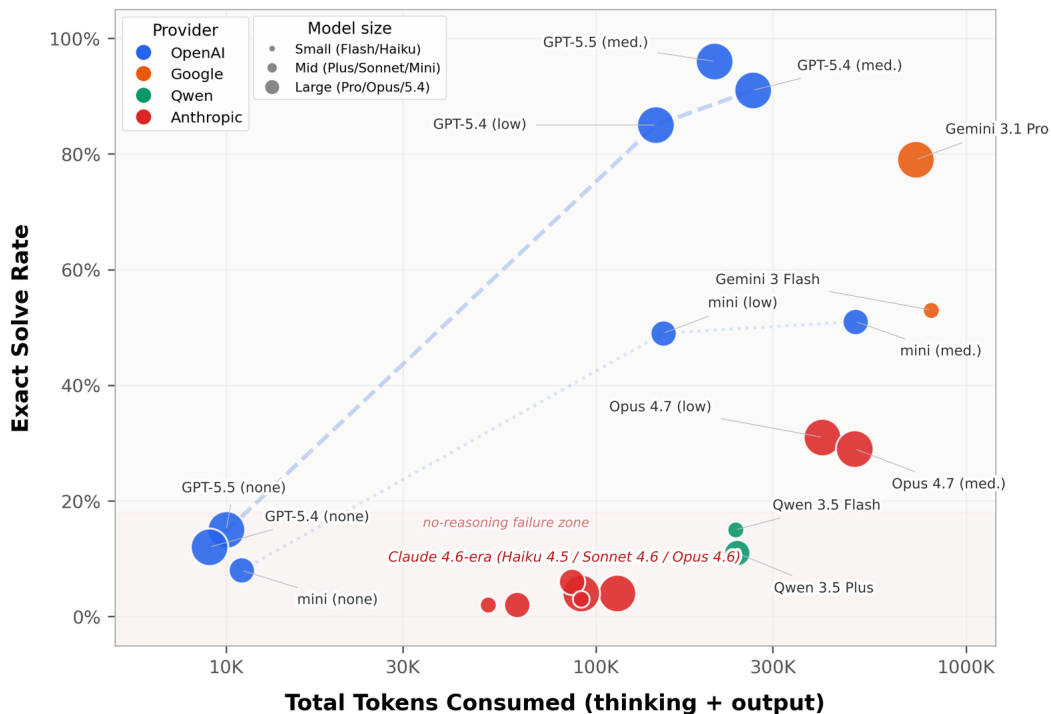 Provider
OpenAI
Google
Qwen
Anthropic
Model size
Small (Flash/Haiku)
Mid (Plus/Sonnet/Mini)
Large (Pro/Opus/5.4)
Exact Solve Rate
100%
80%
60%
40%
20%
0%
GPT-5.5 (med.)
GPT-5.4 (med.)
GPT-5.4 (low)
Gemini 3.1 Pro
Gemini 3 Flash
mini (low)
mini (med.)
Opus 4.7 (low)
Opus 4.7 (med.)
GPT-5.5 (none)
GPT-5.4 (none)
Qwen 3.5 Flash
no-reasoning failure zone
Claude 4.6-era (Haiku 4.5 / Sonnet 4.6 / Opus 4.6)
Qwen 3.5 Plus
mini (none)
10K
30K
100K
300K
1000K
Total Tokens Consumed (thinking + output)